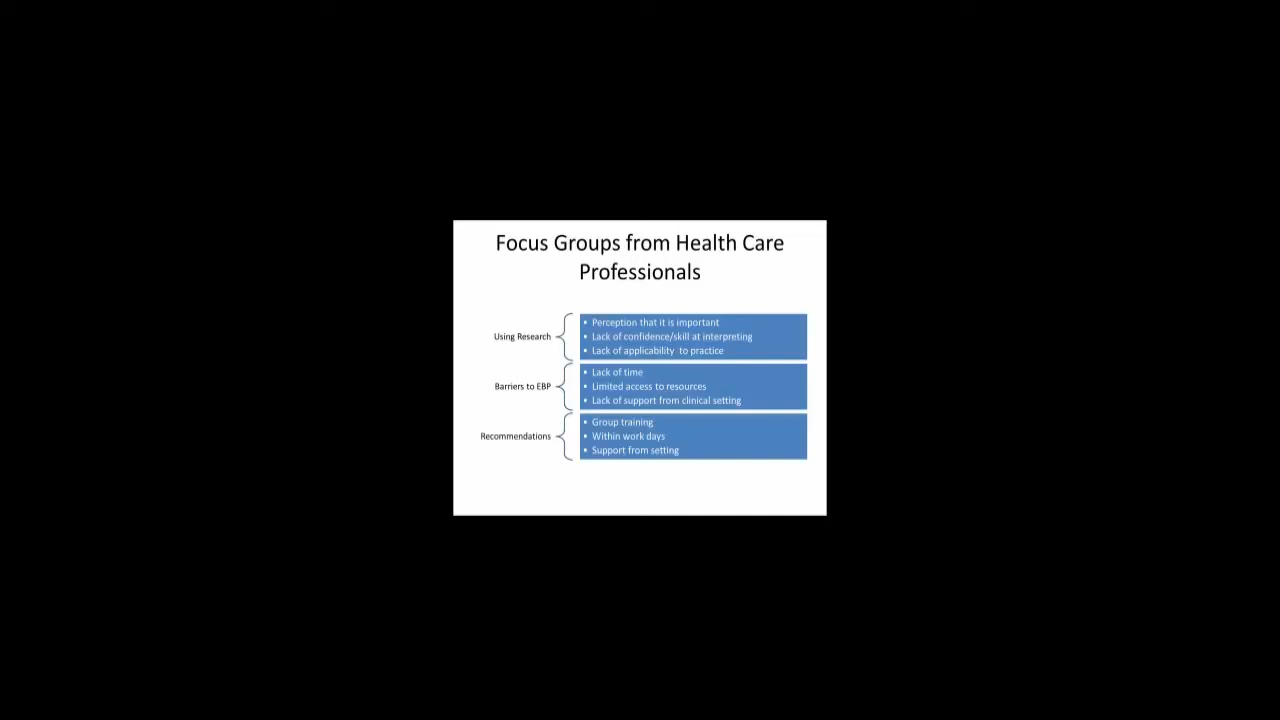 Focus Groups from Health Care
Professionals
Using Research
• Perception that it is important
• Lack of confidence/skill at interpreting
• Lack of applicability to practice
Barriers to EBP
• Lack of time
• Limited access to resources
• Lack of support from clinical setting
Recommendations
• Group training
• Within work days
• Support from setting